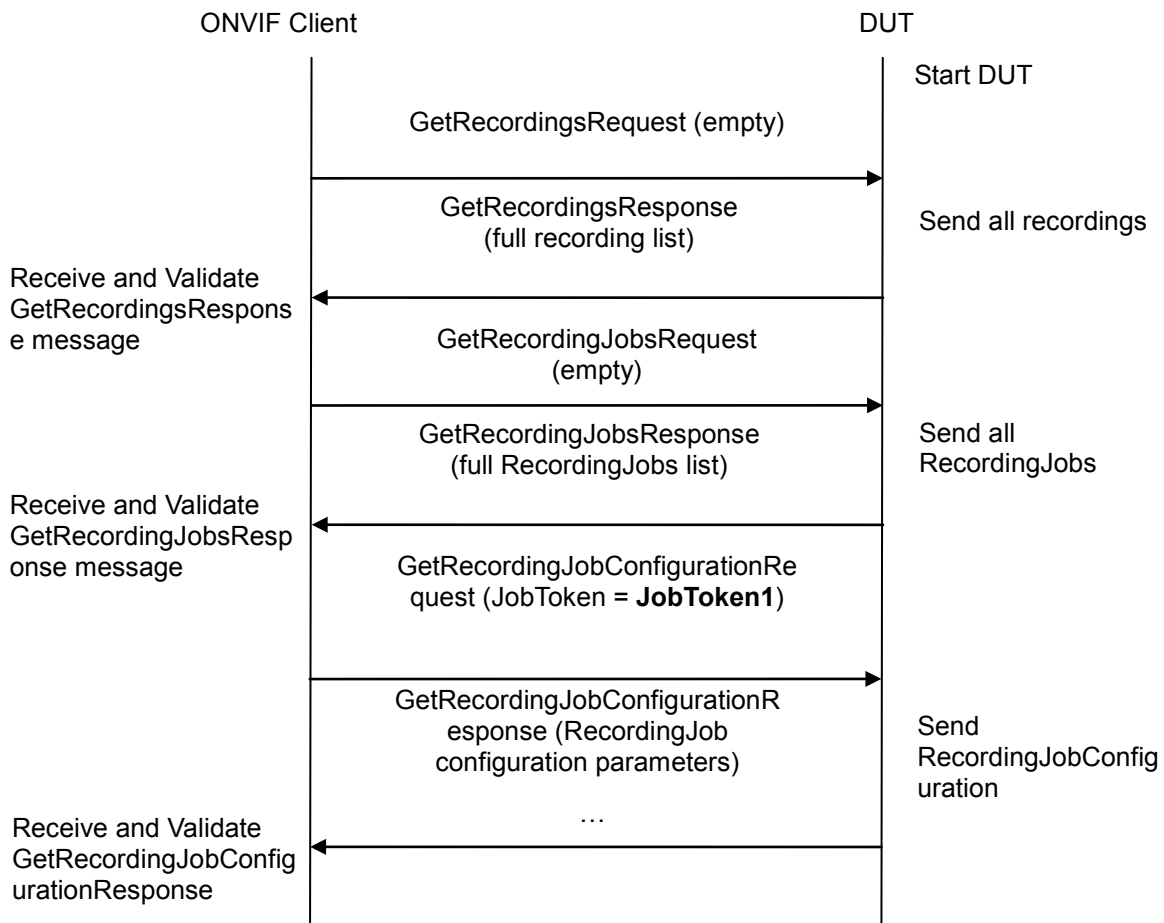 ONVIF Client
DUT
Start DUT
GetRecordingsRequest (empty)
GetRecordingsResponse
(full recording list)
Send all recordings
Receive and Validate
GetRecordingsRespons
e message
GetRecordingJobsRequest
(empty)
GetRecordingJobsResponse
(full RecordingJobs list)
Send all
RecordingJobs
Receive and Validate
GetRecordingJobsResp
onse message
GetRecordingJobConfigurationRe
quest (JobToken = JobToken1)
GetRecordingJobConfigurationR
esponse (RecordingJob
configuration parameters)
Send
RecordingJobConfig
uration
…
Receive and Validate
GetRecordingJobConfig
urationResponse